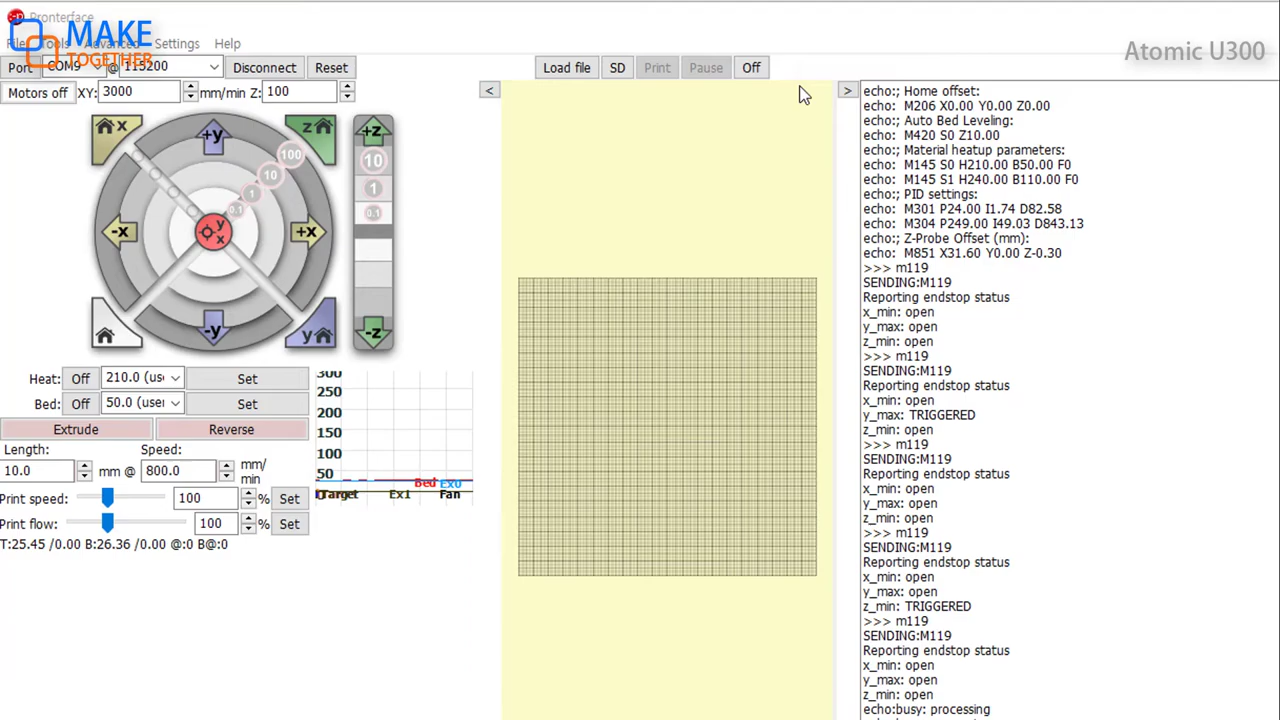 Pronterface
MAKE
TOGETHER
Atomic U300
File Tools Advanced Settings Help
Port COM9 @ 115200 Disconnect Reset
Load file SD Print Pause Off
Motors off XY: 3000 mm/min Z: 100
< >
x +y z
+z
100
10
1
0.1
10
1
0.1
-x y x +x
-y y
-z
Heat: Off 210.0 (us Set
Bed: Off 50.0 (user Set
Extrude Reverse
Length: Speed:
10.0 mm @ 800.0 mm/
min
Print speed: 100 % Set
Print flow: 100 % Set
T:25.45 /0.00 B:26.36 /0.00 @:0 B@:0
300
250
200
150
100
50
Bed Ex0
Target Ex1 Fan
echo:; Home offset:
echo: M206 X0.00 Y0.00 Z0.00
echo:; Auto Bed Leveling:
echo: M420 S0 Z10.00
echo:; Material heatup parameters:
echo: M145 S0 H210.00 B50.00 F0
echo: M145 S1 H240.00 B110.00 F0
echo:; PID settings:
echo: M301 P24.00 I1.74 D82.58
echo: M304 P249.00 I49.03 D843.13
echo:; Z-Probe Offset (mm):
echo: M851 X31.60 Y0.00 Z-0.30
>>> m119
SENDING:M119
Reporting endstop status
x_min: open
y_max: open
z_min: open
>>> m119
SENDING:M119
Reporting endstop status
x_min: open
y_max: TRIGGERED
z_min: open
>>> m119
SENDING:M119
Reporting endstop status
x_min: open
y_max: open
z_min: open
>>> m119
SENDING:M119
Reporting endstop status
x_min: open
y_max: open
z_min: TRIGGERED
>>> m119
SENDING:M119
Reporting endstop status
x_min: open
y_max: open
z_min: open
echo:busy: processing